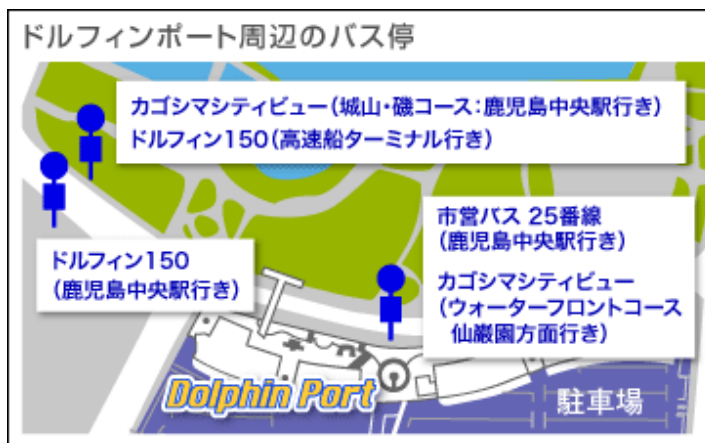 ドルフィンポート周辺のバス停
カゴシマシティビュー(城山・磯コース:鹿児島中央駅行き)
ドルフィン150(高速船ターミナル行き)
市営バス 25番線
(鹿児島中央駅行き)
カゴシマシティビュー
(ウォーターフロントコース
仙巌園方面行き)
ドルフィン150
(鹿児島中央駅行き)
Dolphin Port
駐車場